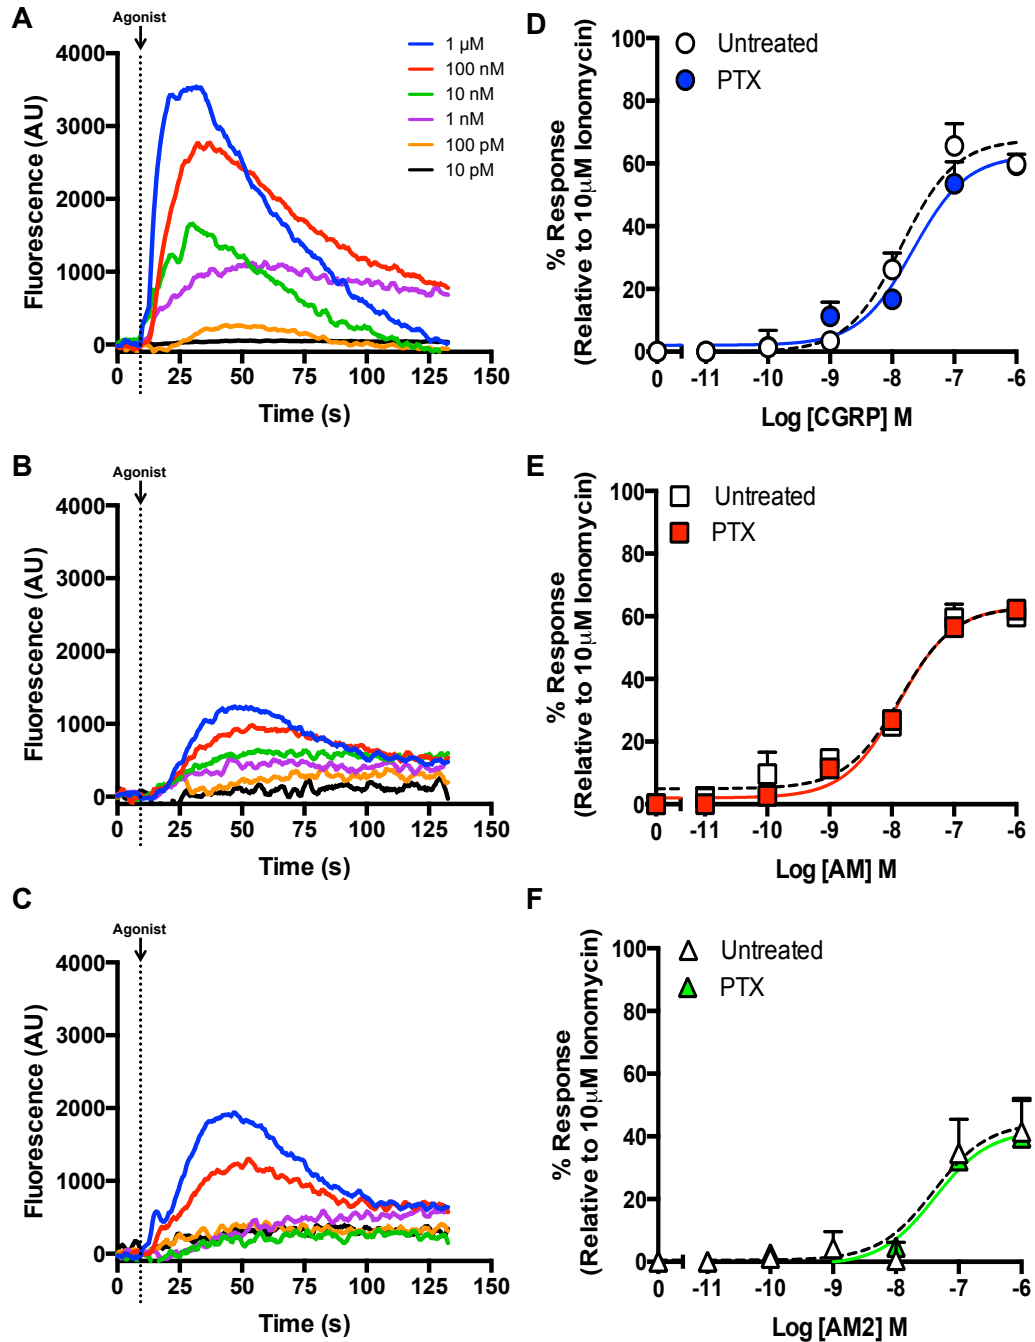 A
Agonist
Fluorescence (AU)
4000
3000
2000
1000
0
0 25 50 75 100 125 150
Time (s)
1 µM
100 nM
10 nM
1 nM
100 pM
10 pM
D
Untreated
PTX
% Response
(Relative to 10µM Ionomycin)
100
80
60
40
20
0
0 -11 -10 -9 -8 -7 -6
Log [CGRP] M
B
Agonist
Fluorescence (AU)
4000
3000
2000
1000
0
0 25 50 75 100 125 150
Time (s)
E
Untreated
PTX
% Response
(Relative to 10µM Ionomycin)
100
80
60
40
20
0
0 -11 -10 -9 -8 -7 -6
Log [AM] M
C
Agonist
Fluorescence (AU)
4000
3000
2000
1000
0
0 25 50 75 100 125 150
Time (s)
F
Untreated
PTX
% Response
(Relative to 10µM Ionomycin)
100
80
60
40
20
0
0 -11 -10 -9 -8 -7 -6
Log [AM2] M